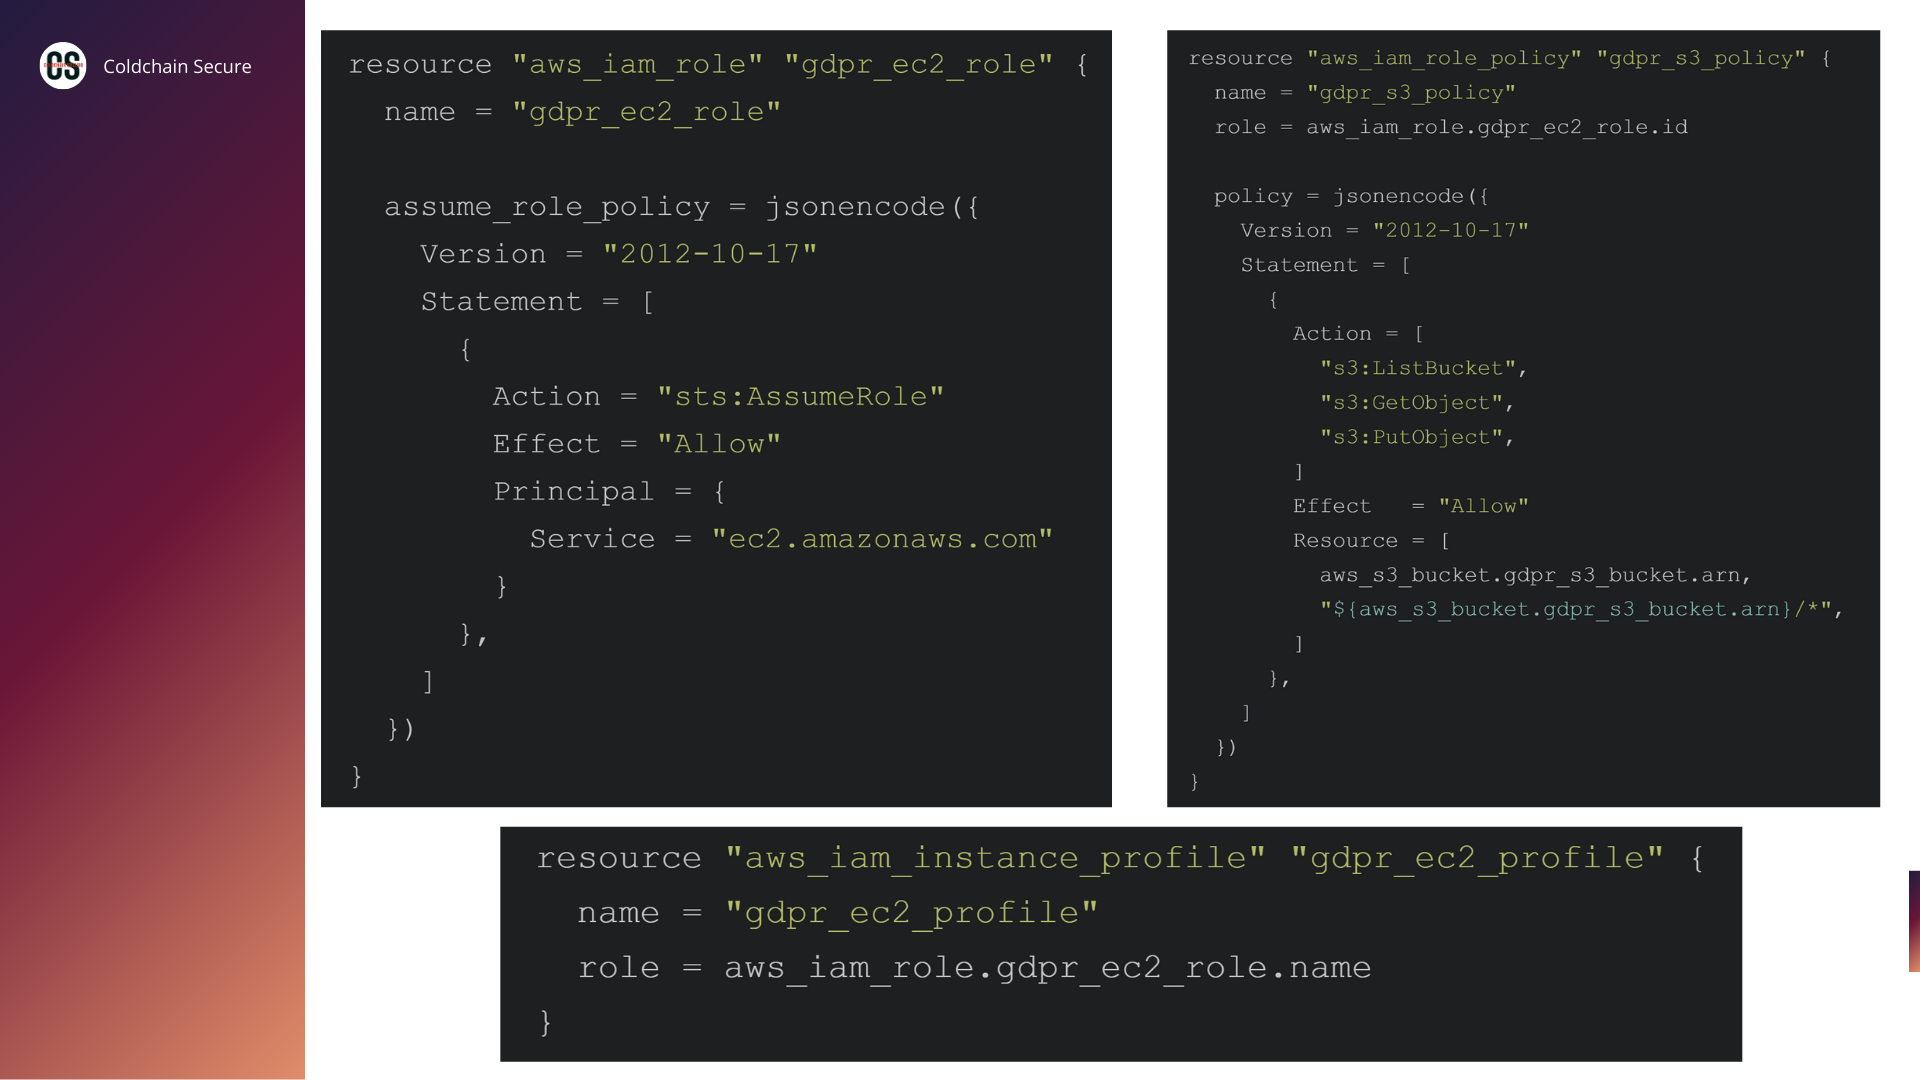 Coldchain Secure
resource "aws_iam_role" "gdpr_ec2_role" {
  name = "gdpr_ec2_role"

  assume_role_policy = jsonencode({
    Version = "2012-10-17"
    Statement = [
      {
        Action = "sts:AssumeRole"
        Effect = "Allow"
        Principal = {
          Service = "ec2.amazonaws.com"
        }
      },
    ]
  })
}
resource "aws_iam_role_policy" "gdpr_s3_policy" {
  name = "gdpr_s3_policy"
  role = aws_iam_role.gdpr_ec2_role.id

  policy = jsonencode({
    Version = "2012-10-17"
    Statement = [
      {
        Action = [
          "s3:ListBucket",
          "s3:GetObject",
          "s3:PutObject",
        ]
        Effect   = "Allow"
        Resource = [
          aws_s3_bucket.gdpr_s3_bucket.arn,
          "${aws_s3_bucket.gdpr_s3_bucket.arn}/*",
        ]
      },
    ]
  })
}
resource "aws_iam_instance_profile" "gdpr_ec2_profile" {
  name = "gdpr_ec2_profile"
  role = aws_iam_role.gdpr_ec2_role.name
}